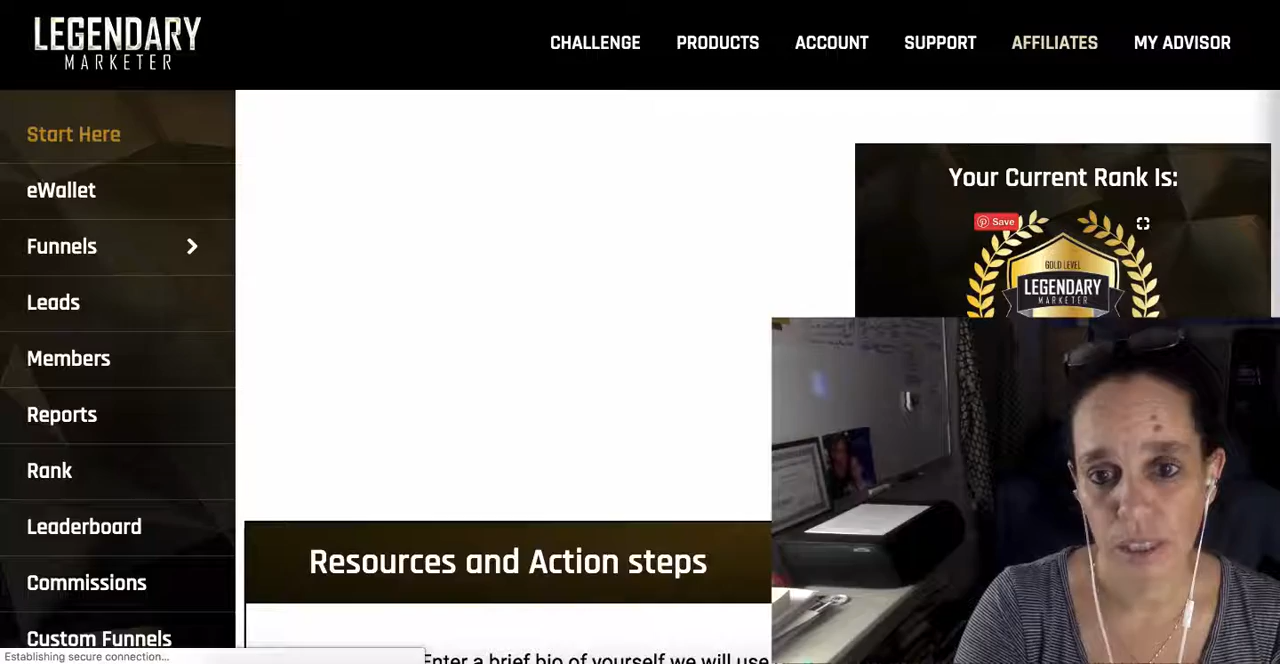 LEGENDARY
MARKETER
CHALLENGE PRODUCTS ACCOUNT SUPPORT AFFILIATES MY ADVISOR
Start Here
eWallet
Funnels
Leads
Members
Reports
Rank
Leaderboard
Commissions
Custom Funnels
Establishing secure connection...
Your Current Rank Is:
Save
GOLD LEVEL
LEGENDARY
MARKETER
Resources and Action steps
Enter a brief bio of yourself we will use